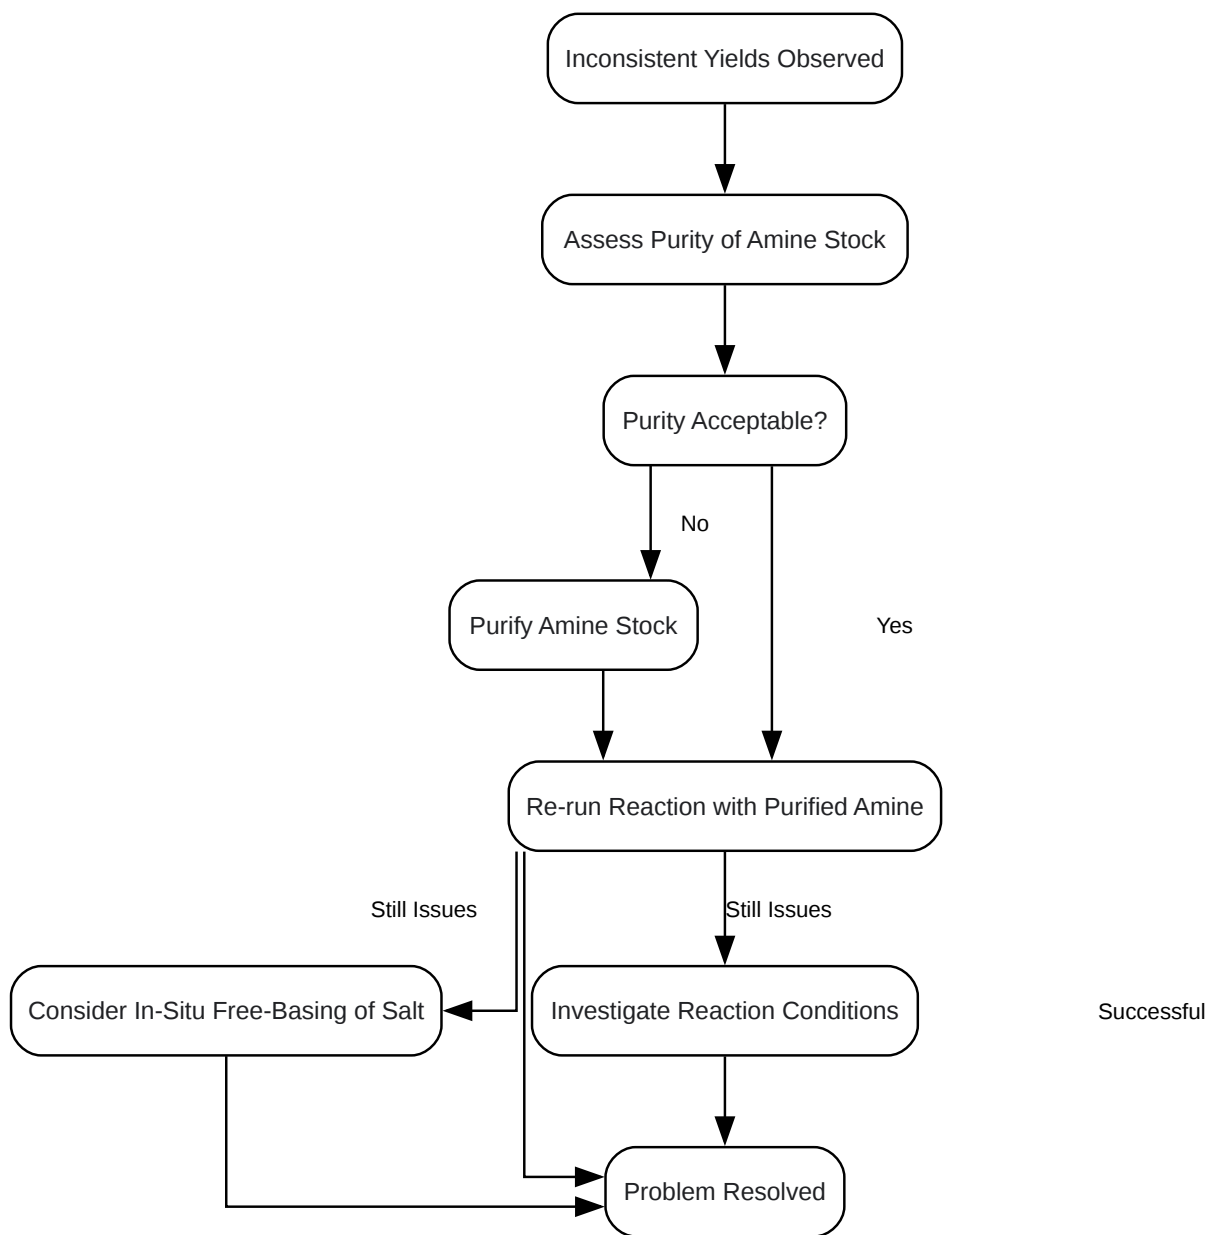 Inconsistent Yields Observed
Assess Purity of Amine Stock
Purity Acceptable?
No
Purify Amine Stock
Yes
Re-run Reaction with Purified Amine
Still Issues
Still Issues
Consider In-Situ Free-Basing of Salt
Investigate Reaction Conditions
Successful
Problem Resolved